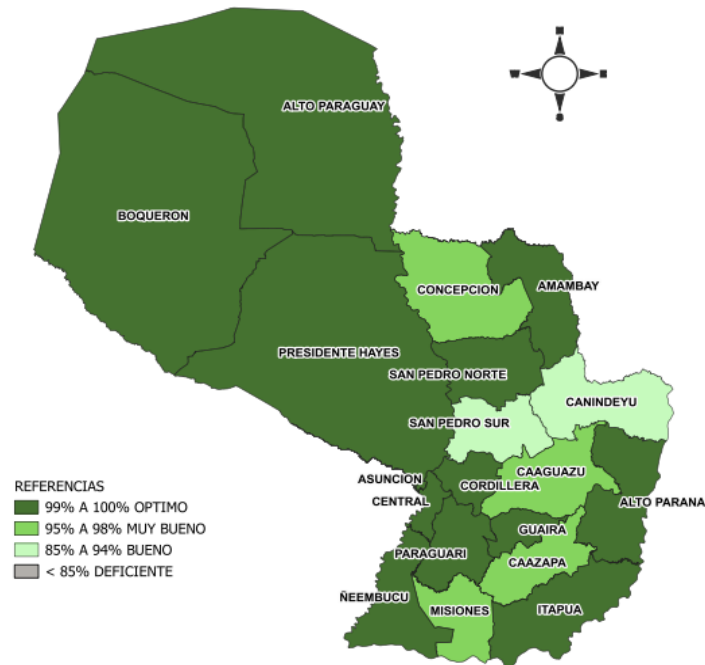 N
W
E
S
ALTO PARAGUAY
BOQUERON
CONCEPCION
AMAMBAY
PRESIDENTE HAYES
SAN PEDRO NORTE
CANINDEYU
SAN PEDRO SUR
CAAGUAZU
ASUNCION
CORDILLERA
CENTRAL
ALTO PARANA
GUAIRA
PARAGUARI
CAAZAPA
ÑEEMBUCU
MISIONES
ITAPUA
REFERENCIAS
99% A 100% OPTIMO
95% A 98% MUY BUENO
85% A 94% BUENO
< 85% DEFICIENTE